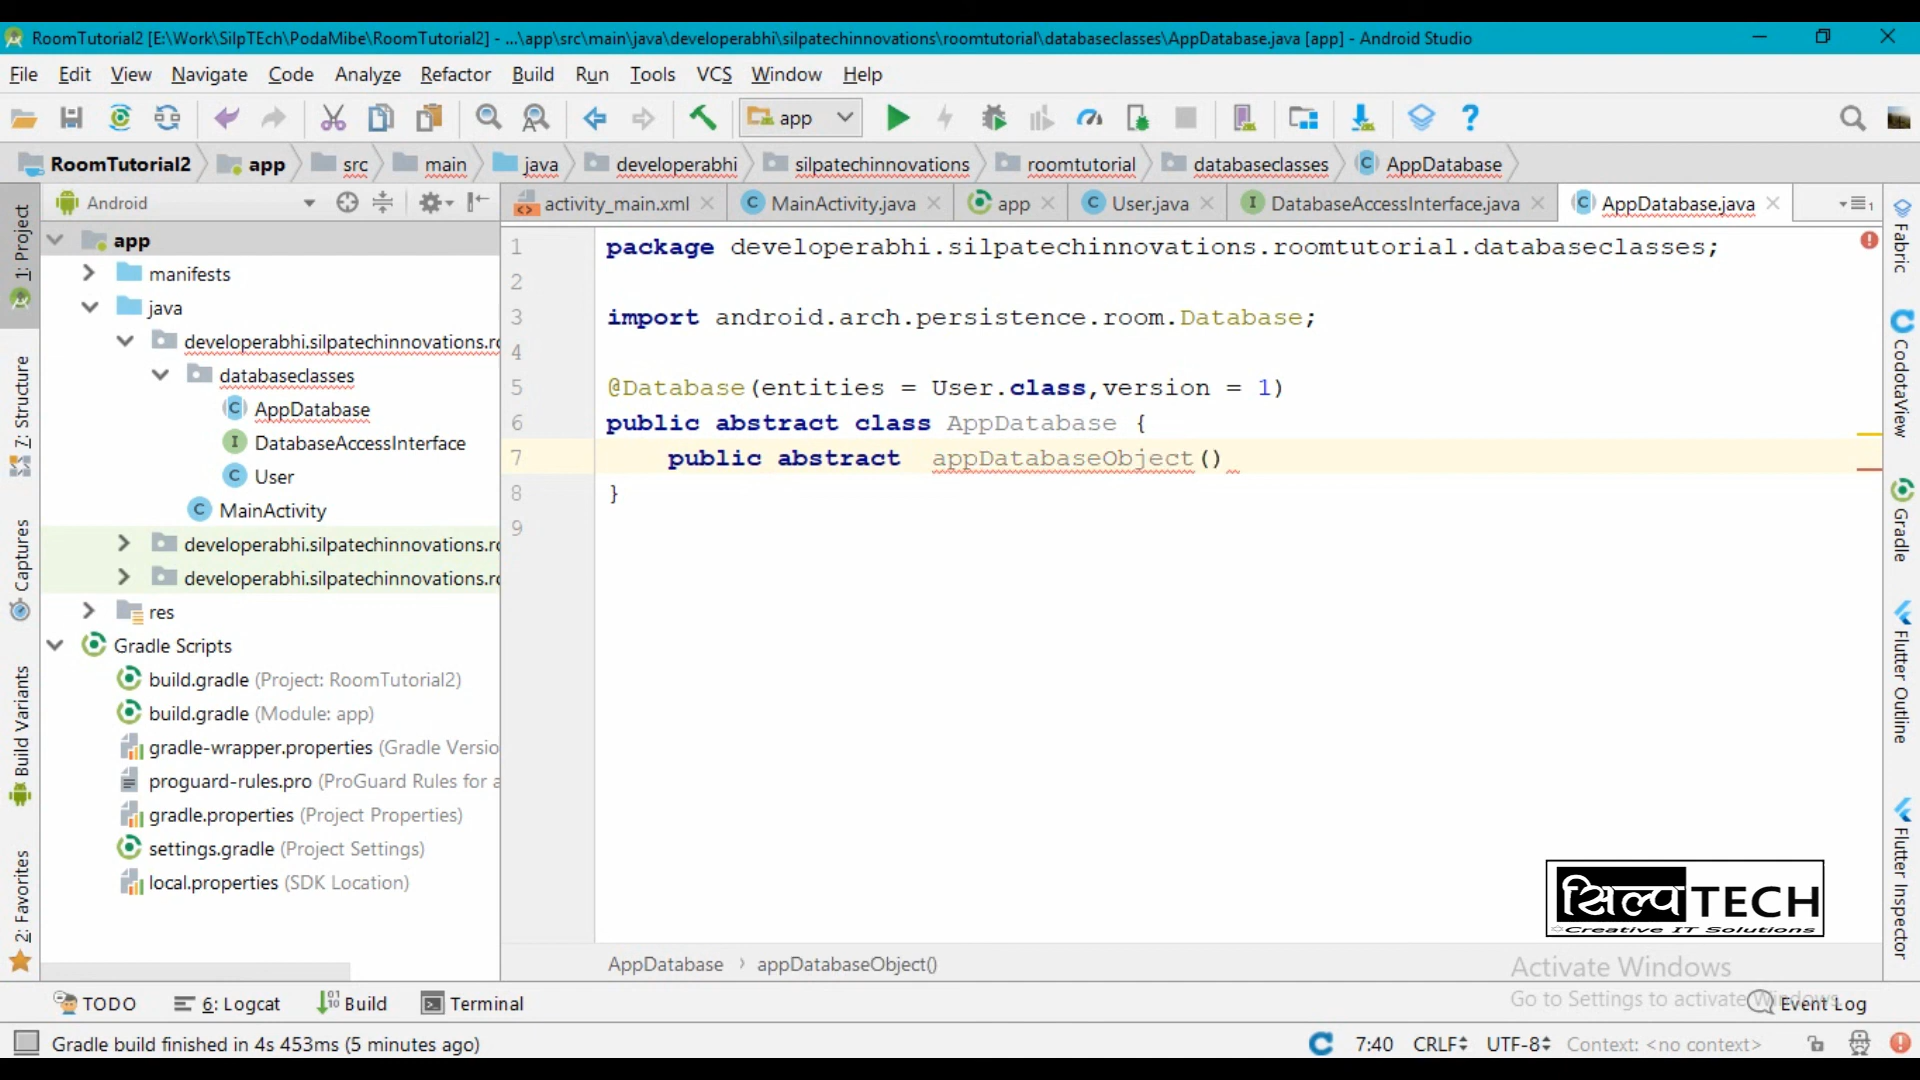 RoomTutorial2 [E:\Work\SilpTEch\PodaMibe\RoomTutorial2] - ...\app\src\main\java\developerabhi\silpatechinnovations\roomtutorial\databaseclasses\AppDatabase.java [app] - Android Studio
File Edit View Navigate Code Analyze Refactor Build Run Tools VCS Window Help
app
RoomTutorial2 app src main java developerabhi silpatechinnovations roomtutorial databaseclasses AppDatabase
Android
activity_main.xml MainActivity.java app User.java DatabaseAccessInterface.java AppDatabase.java
1: Project
7: Structure
Captures
Build Variants
2: Favorites
app
manifests
java
developerabhi.silpatechinnovations.ro
databaseclasses
AppDatabase
DatabaseAccessInterface
User
MainActivity
developerabhi.silpatechinnovations.ro
developerabhi.silpatechinnovations.ro
res
Gradle Scripts
build.gradle (Project: RoomTutorial2)
build.gradle (Module: app)
gradle-wrapper.properties (Gradle Versio
proguard-rules.pro (ProGuard Rules for a
gradle.properties (Project Properties)
settings.gradle (Project Settings)
local.properties (SDK Location)
1 package developerabhi.silpatechinnovations.roomtutorial.databaseclasses;
2
3 import android.arch.persistence.room.Database;
4
5 @Database(entities = User.class,version = 1)
6 public abstract class AppDatabase {
7 public abstract appDatabaseObject()
8 }
9
Fabric
CodotaView
Gradle
Flutter Outline
Flutter Inspector
सिल्पTECH
Creative IT Solutions
AppDatabase › appDatabaseObject()
Activate Windows
Go to Settings to activate Windows.
TODO 6: Logcat Build Terminal Event Log
Gradle build finished in 4s 453ms (5 minutes ago) 7:40 CRLF UTF-8 Context: <no context>